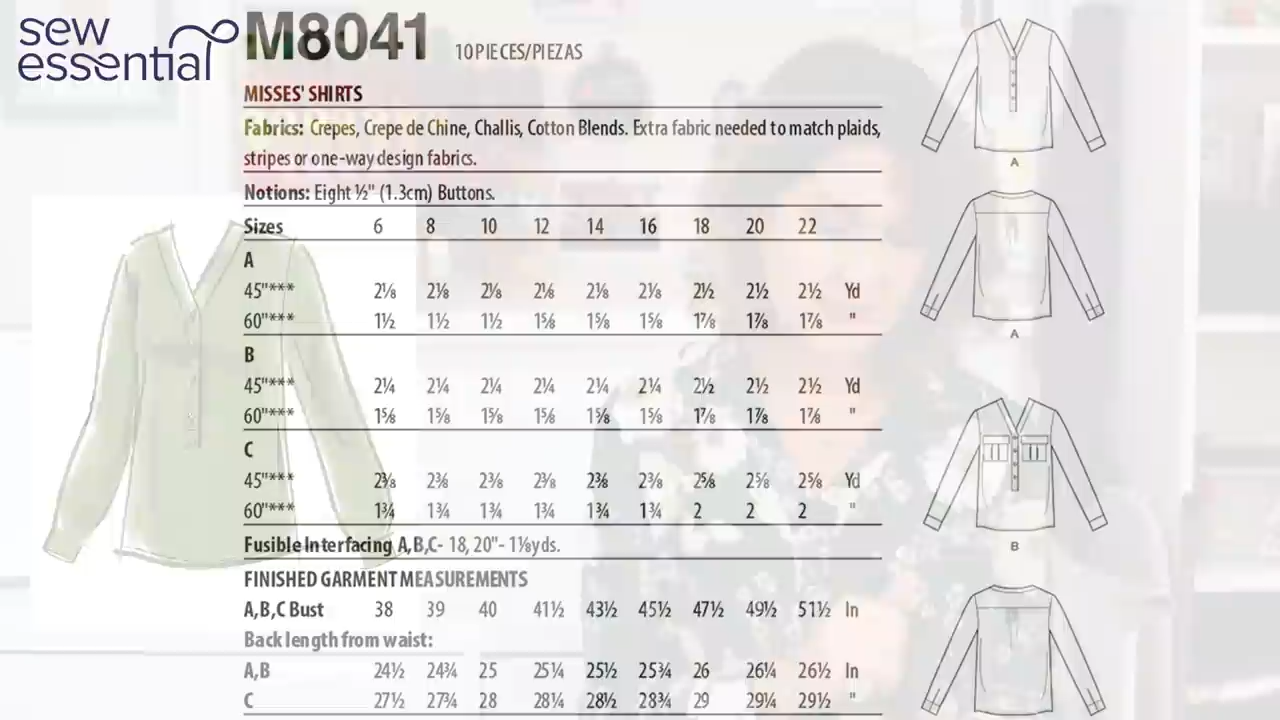 sew
essential
M8041 10 PIECES/PIEZAS
MISSES' SHIRTS
Fabrics: Crepes, Crepe de Chine, Challis, Cotton Blends. Extra fabric needed to match plaids,
stripes or one-way design fabrics.
Notions: Eight ½" (1.3cm) Buttons.
Sizes 6 8 10 12 14 16 18 20 22
A
45"*** 2⅛ 2⅛ 2⅛ 2⅛ 2⅛ 2⅛ 2½ 2½ 2½ Yd
60"*** 1½ 1½ 1½ 1⅝ 1⅝ 1⅝ 1⅞ 1⅞ 1⅞ "
B
45"*** 2¼ 2¼ 2¼ 2¼ 2¼ 2¼ 2½ 2½ 2½ Yd
60"*** 1⅝ 1⅝ 1⅝ 1⅝ 1⅝ 1⅝ 1⅞ 1⅞ 1⅞ "
C
45"*** 2⅜ 2⅜ 2⅜ 2⅜ 2⅜ 2⅜ 2⅝ 2⅝ 2⅝ Yd
60"*** 1¾ 1¾ 1¾ 1¾ 1¾ 1¾ 2 2 2 "
Fusible Interfacing A,B,C- 18, 20"- 1⅛yds.
FINISHED GARMENT MEASUREMENTS
A,B,C Bust 38 39 40 41½ 43½ 45½ 47½ 49½ 51½ In
Back length from waist:
A,B 24½ 24¾ 25 25¼ 25½ 25¾ 26 26¼ 26½ In
C 27½ 27¾ 28 28¼ 28½ 28¾ 29 29¼ 29½ "
A
A
B